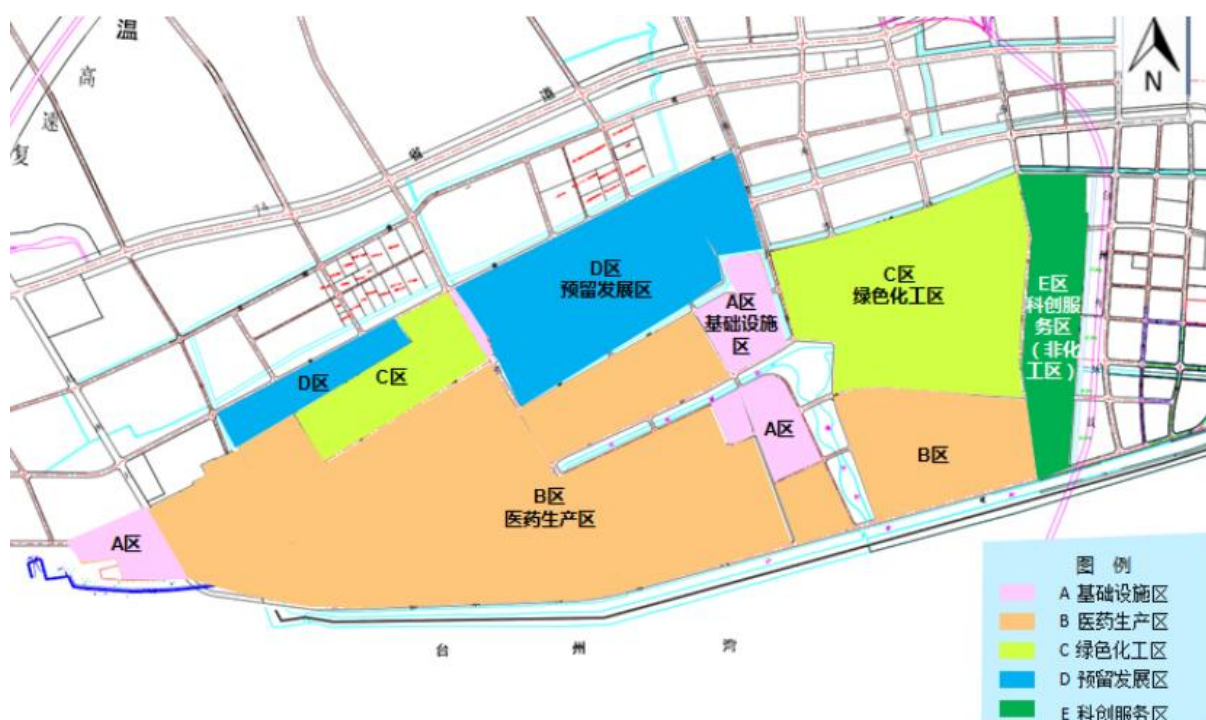 温
高
速
复
省
道
74
N
D区
预留发展区
C区
绿色化工区
A区
基础设施
区
E区
科创服
务区
（非化
工区）
D区
C区
A区
B区
B区
医药生产区
A区
台 州 湾
图 例
A 基础设施区
B 医药生产区
C 绿色化工区
D 预留发展区
E 科创服务区